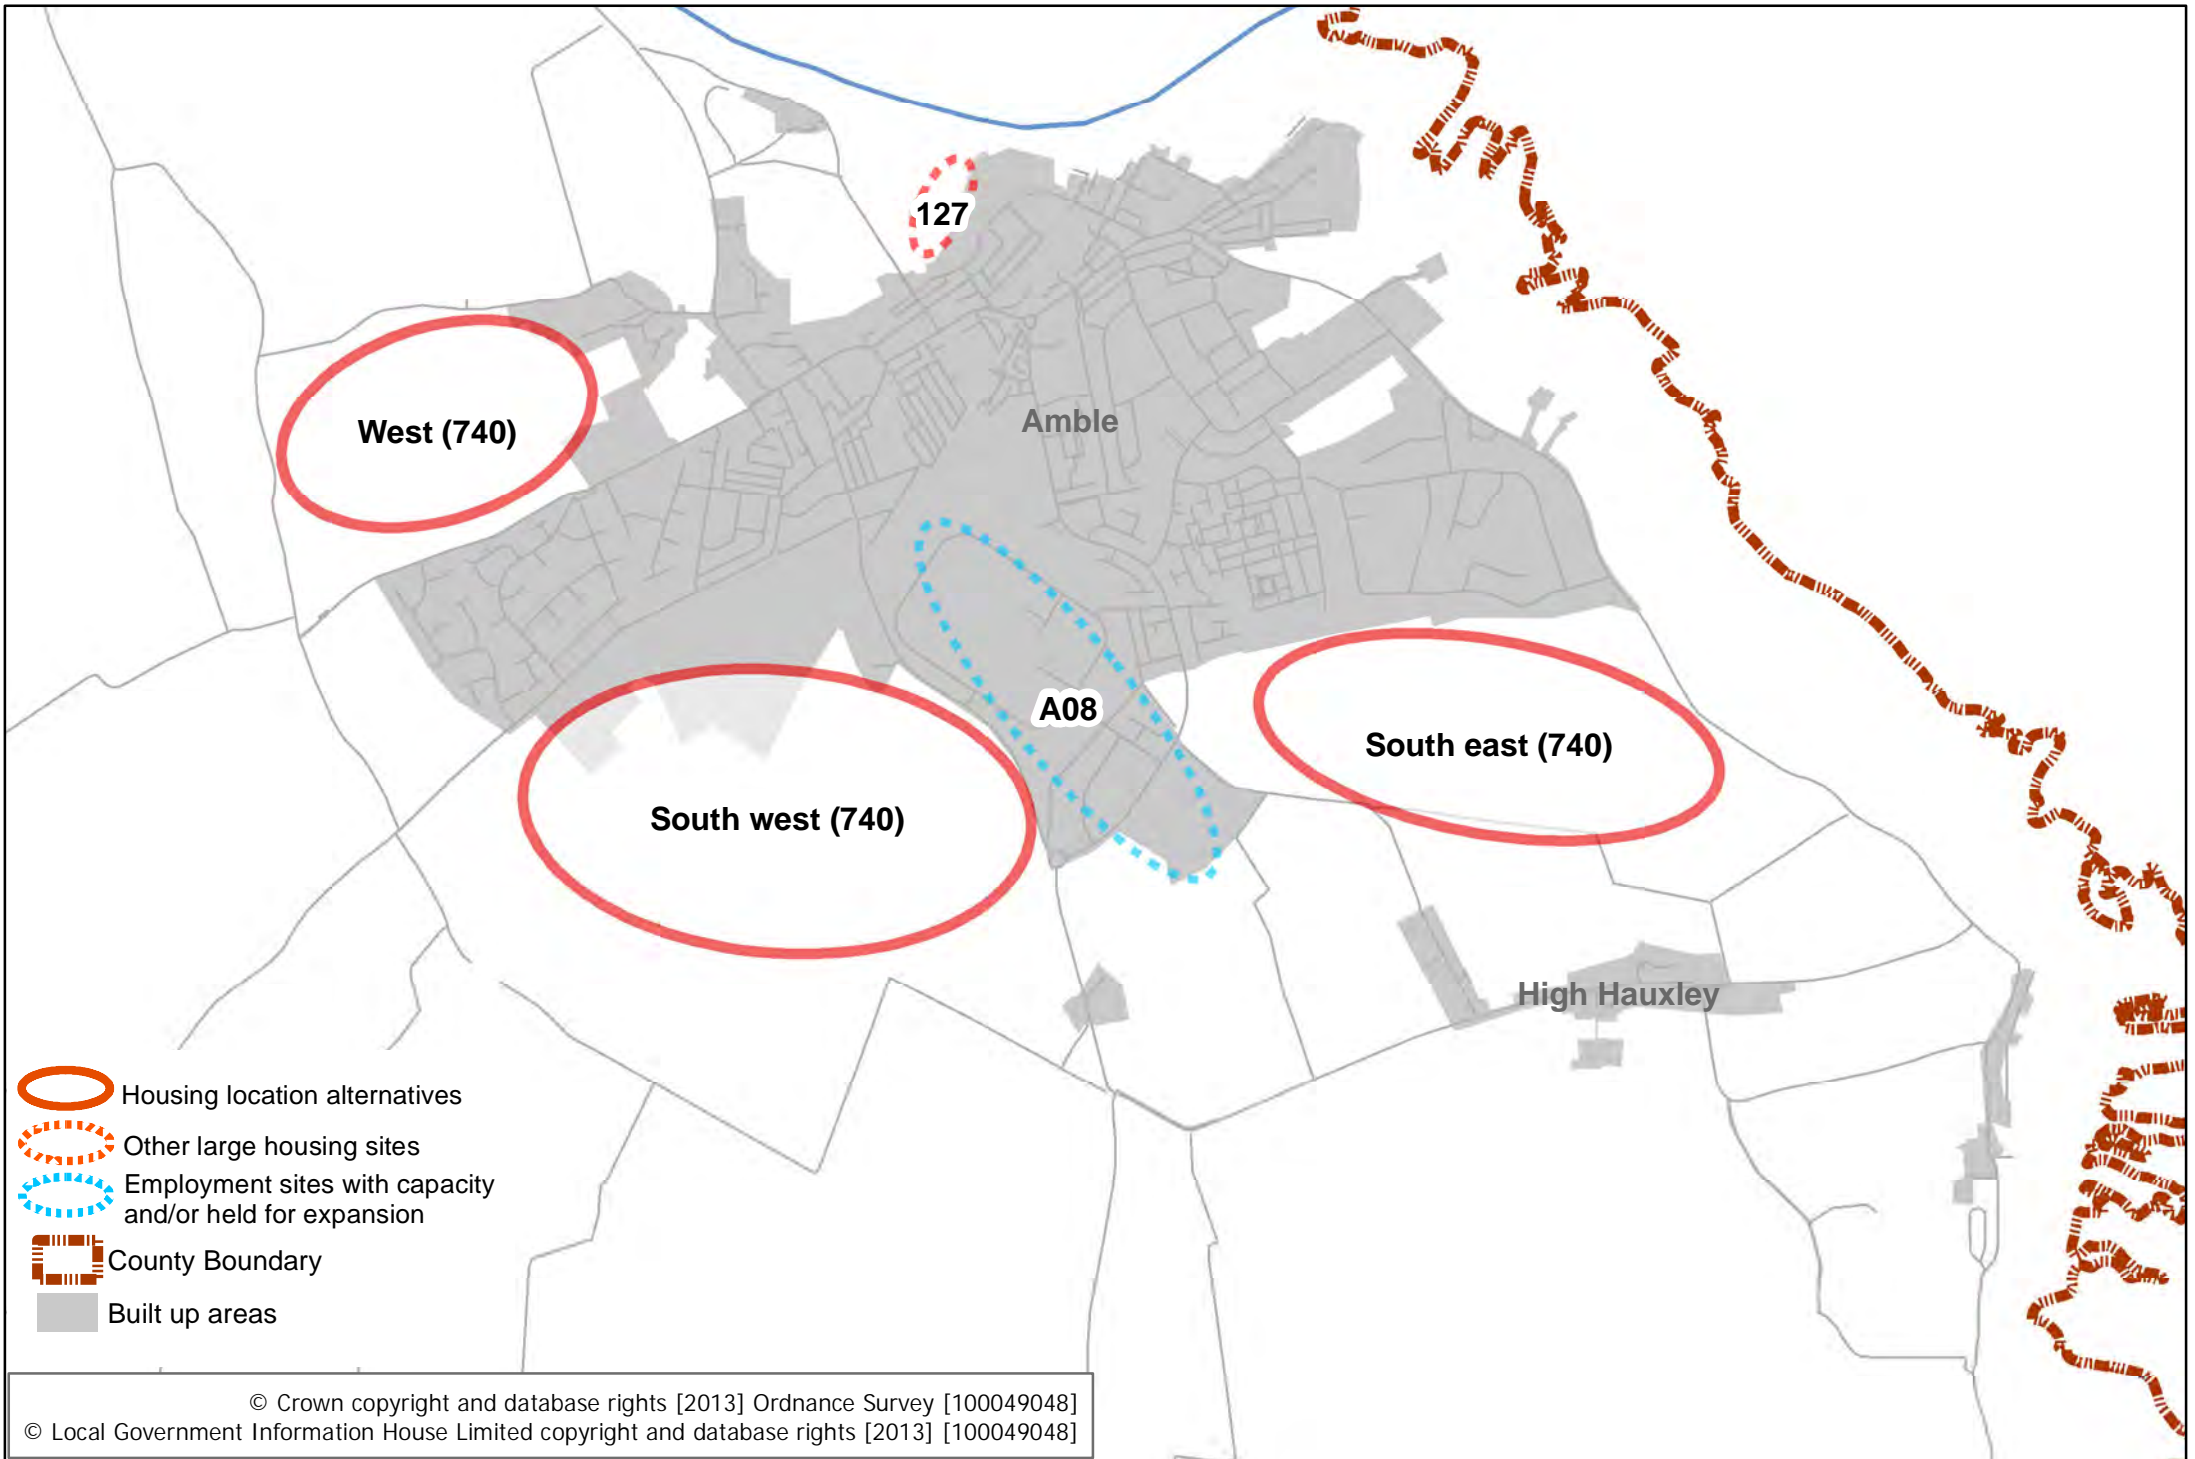 127
Amble
West (740)
A08
South east (740)
South west (740)
High Hauxley
Housing location alternatives
Other large housing sites
Employment sites with capacity
and/or held for expansion
County Boundary
Built up areas
© Crown copyright and database rights [2013] Ordnance Survey [100049048]
© Local Government Information House Limited copyright and database rights [2013] [100049048]